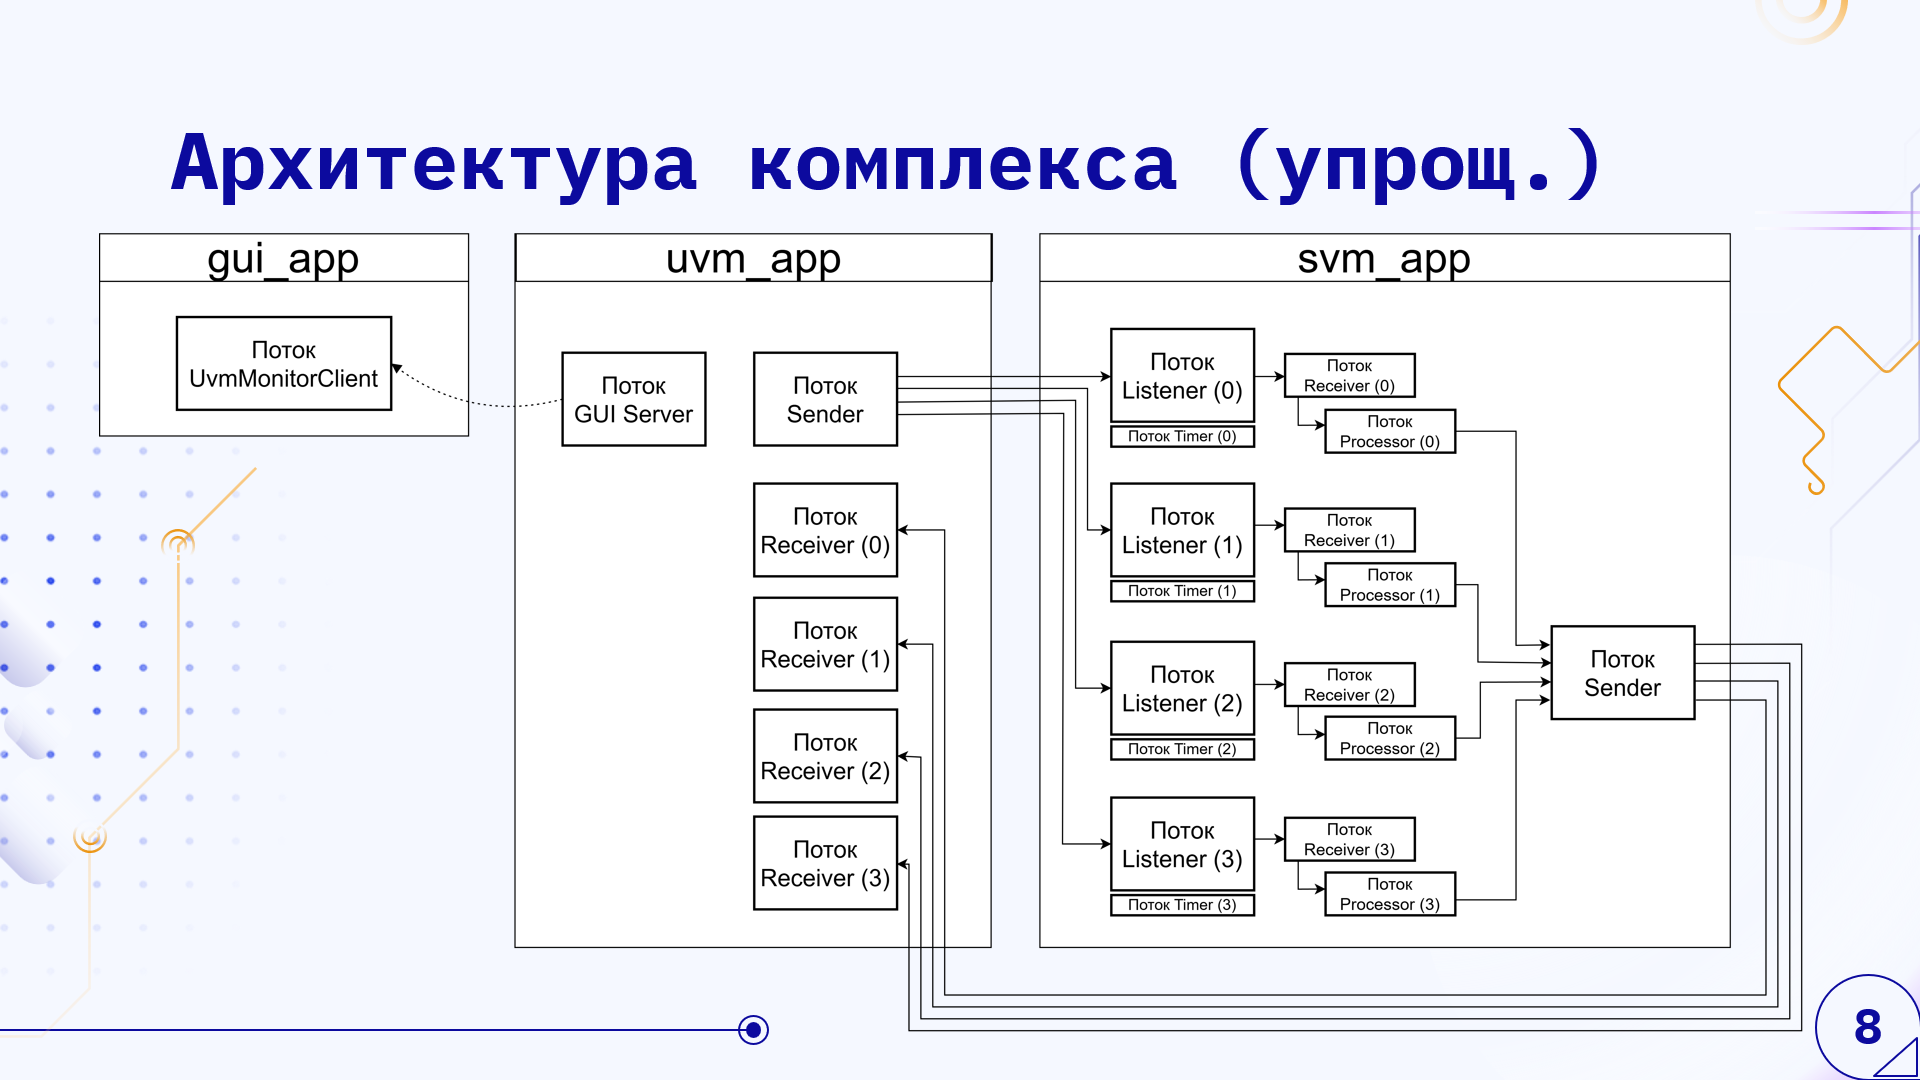 Архитектура комплекса (упрощ.)
gui_app
Поток
UvmMonitorClient
uvm_app
Поток
GUI Server
Поток
Sender
Поток
Receiver (0)
Поток
Receiver (1)
Поток
Receiver (2)
Поток
Receiver (3)
svm_app
Поток
Listener (0)
Поток Timer (0)
Поток
Receiver (0)
Поток
Processor (0)
Поток
Listener (1)
Поток Timer (1)
Поток
Receiver (1)
Поток
Processor (1)
Поток
Listener (2)
Поток Timer (2)
Поток
Receiver (2)
Поток
Processor (2)
Поток
Listener (3)
Поток Timer (3)
Поток
Receiver (3)
Поток
Processor (3)
Поток
Sender
8